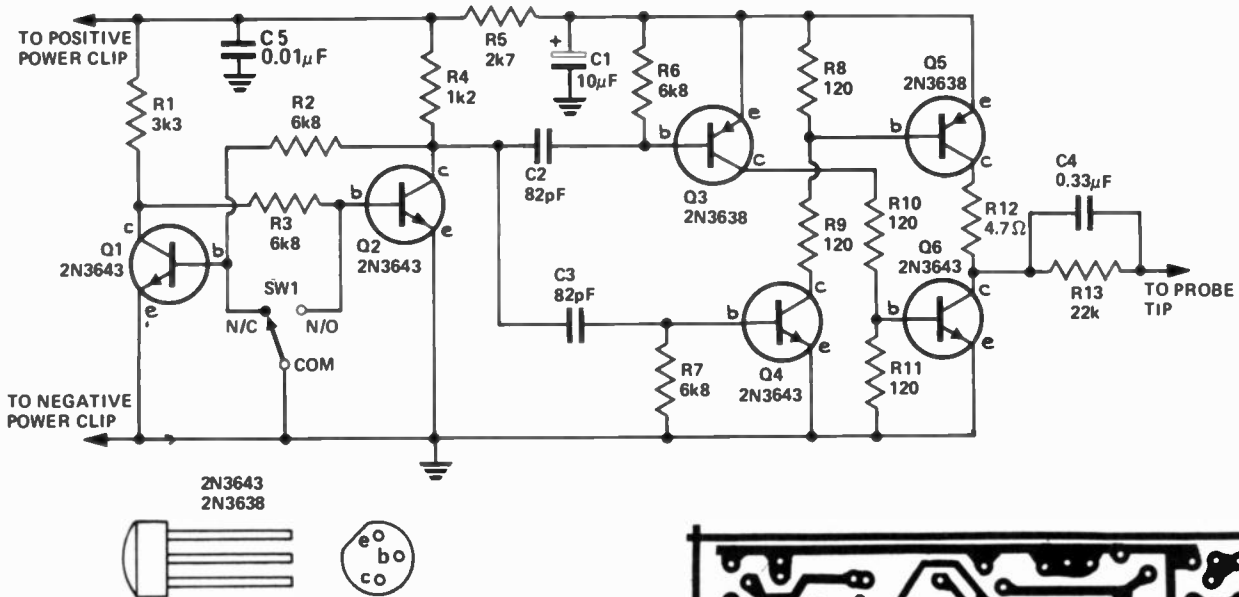 TO POSITIVE
POWER CLIP
C5
0.01µF
R5
2k7
+
C1
10µF
R1
3k3
R2
6k8
R4
1k2
R6
6k8
R8
120
Q5
2N3638
e
b
c
b
e
c
Q3
2N3638
C2
82pF
c
b
e
Q2
2N3643
R3
6k8
c
Q1
2N3643
b
e
SW1
N/C
N/O
COM
C3
82pF
R9
120
R10
120
R12
4.7Ω
C4
0.33µF
Q6
2N3643
c
b
e
R13
22k
TO PROBE
TIP
R7
6k8
b
c
e
Q4
2N3643
R11
120
TO NEGATIVE
POWER CLIP
2N3643
2N3638
e
b
c